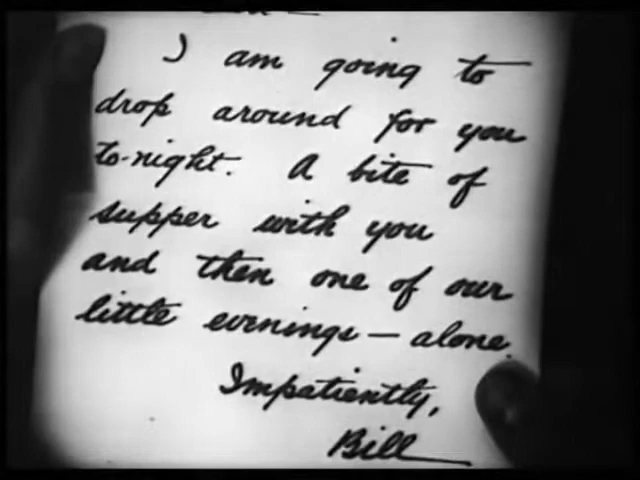 I am going to
drop around for you
to-night. A bite of
supper with you
and then one of our
little evenings — alone.
Impatiently,
Bill